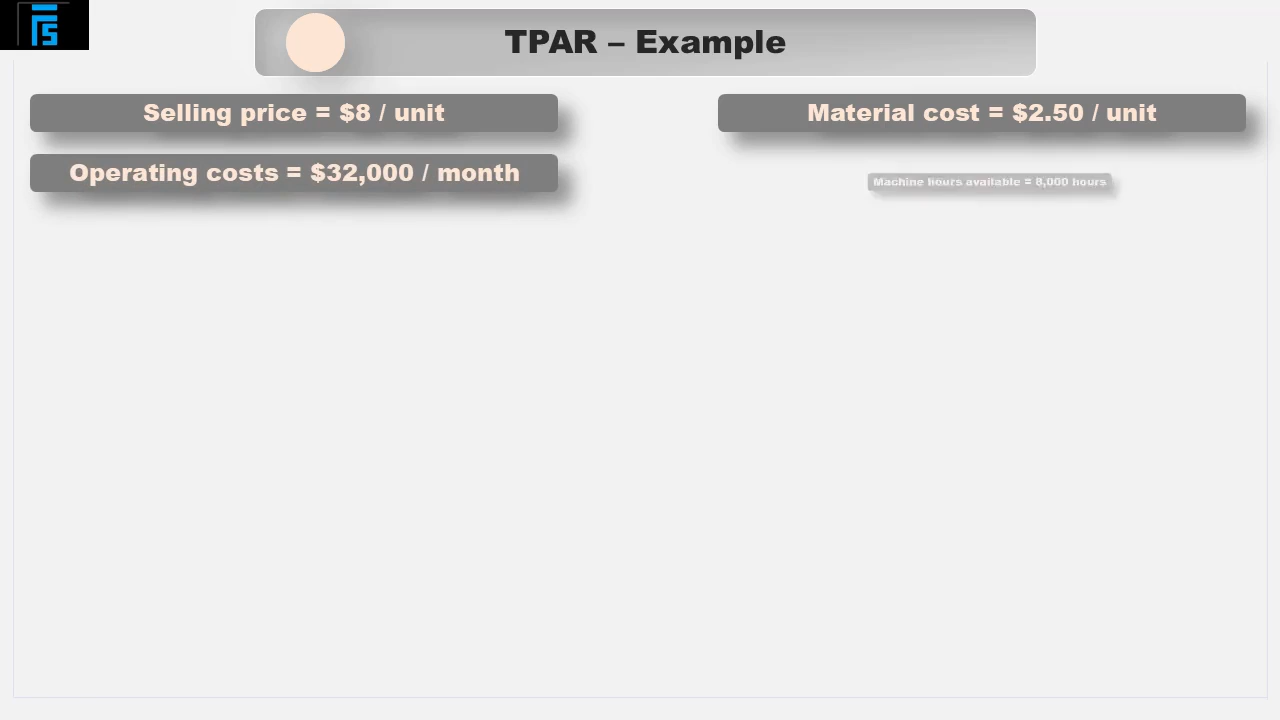 TPAR – Example
Selling price = $8 / unit
Material cost = $2.50 / unit
Operating costs = $32,000 / month
Machine hours available = 8,000 hours